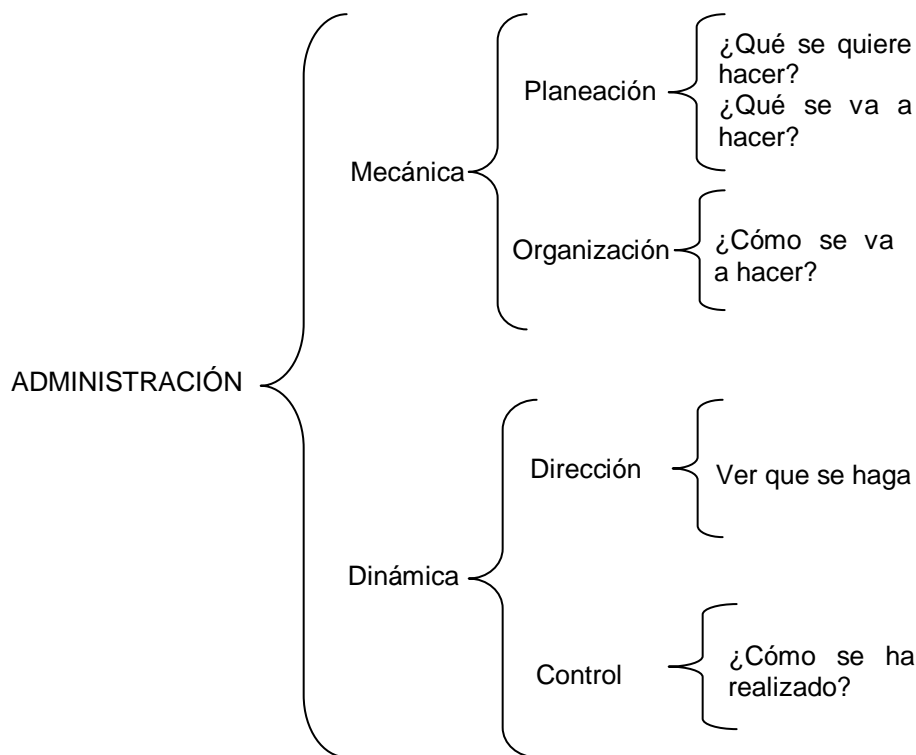 ¿Qué se quiere
hacer?
Planeación
¿Qué se va a
hacer?
Mecánica
Organización
¿Cómo se va
a hacer?
ADMINISTRACIÓN
Dirección
Ver que se haga
Dinámica
Control
¿Cómo se ha
realizado?